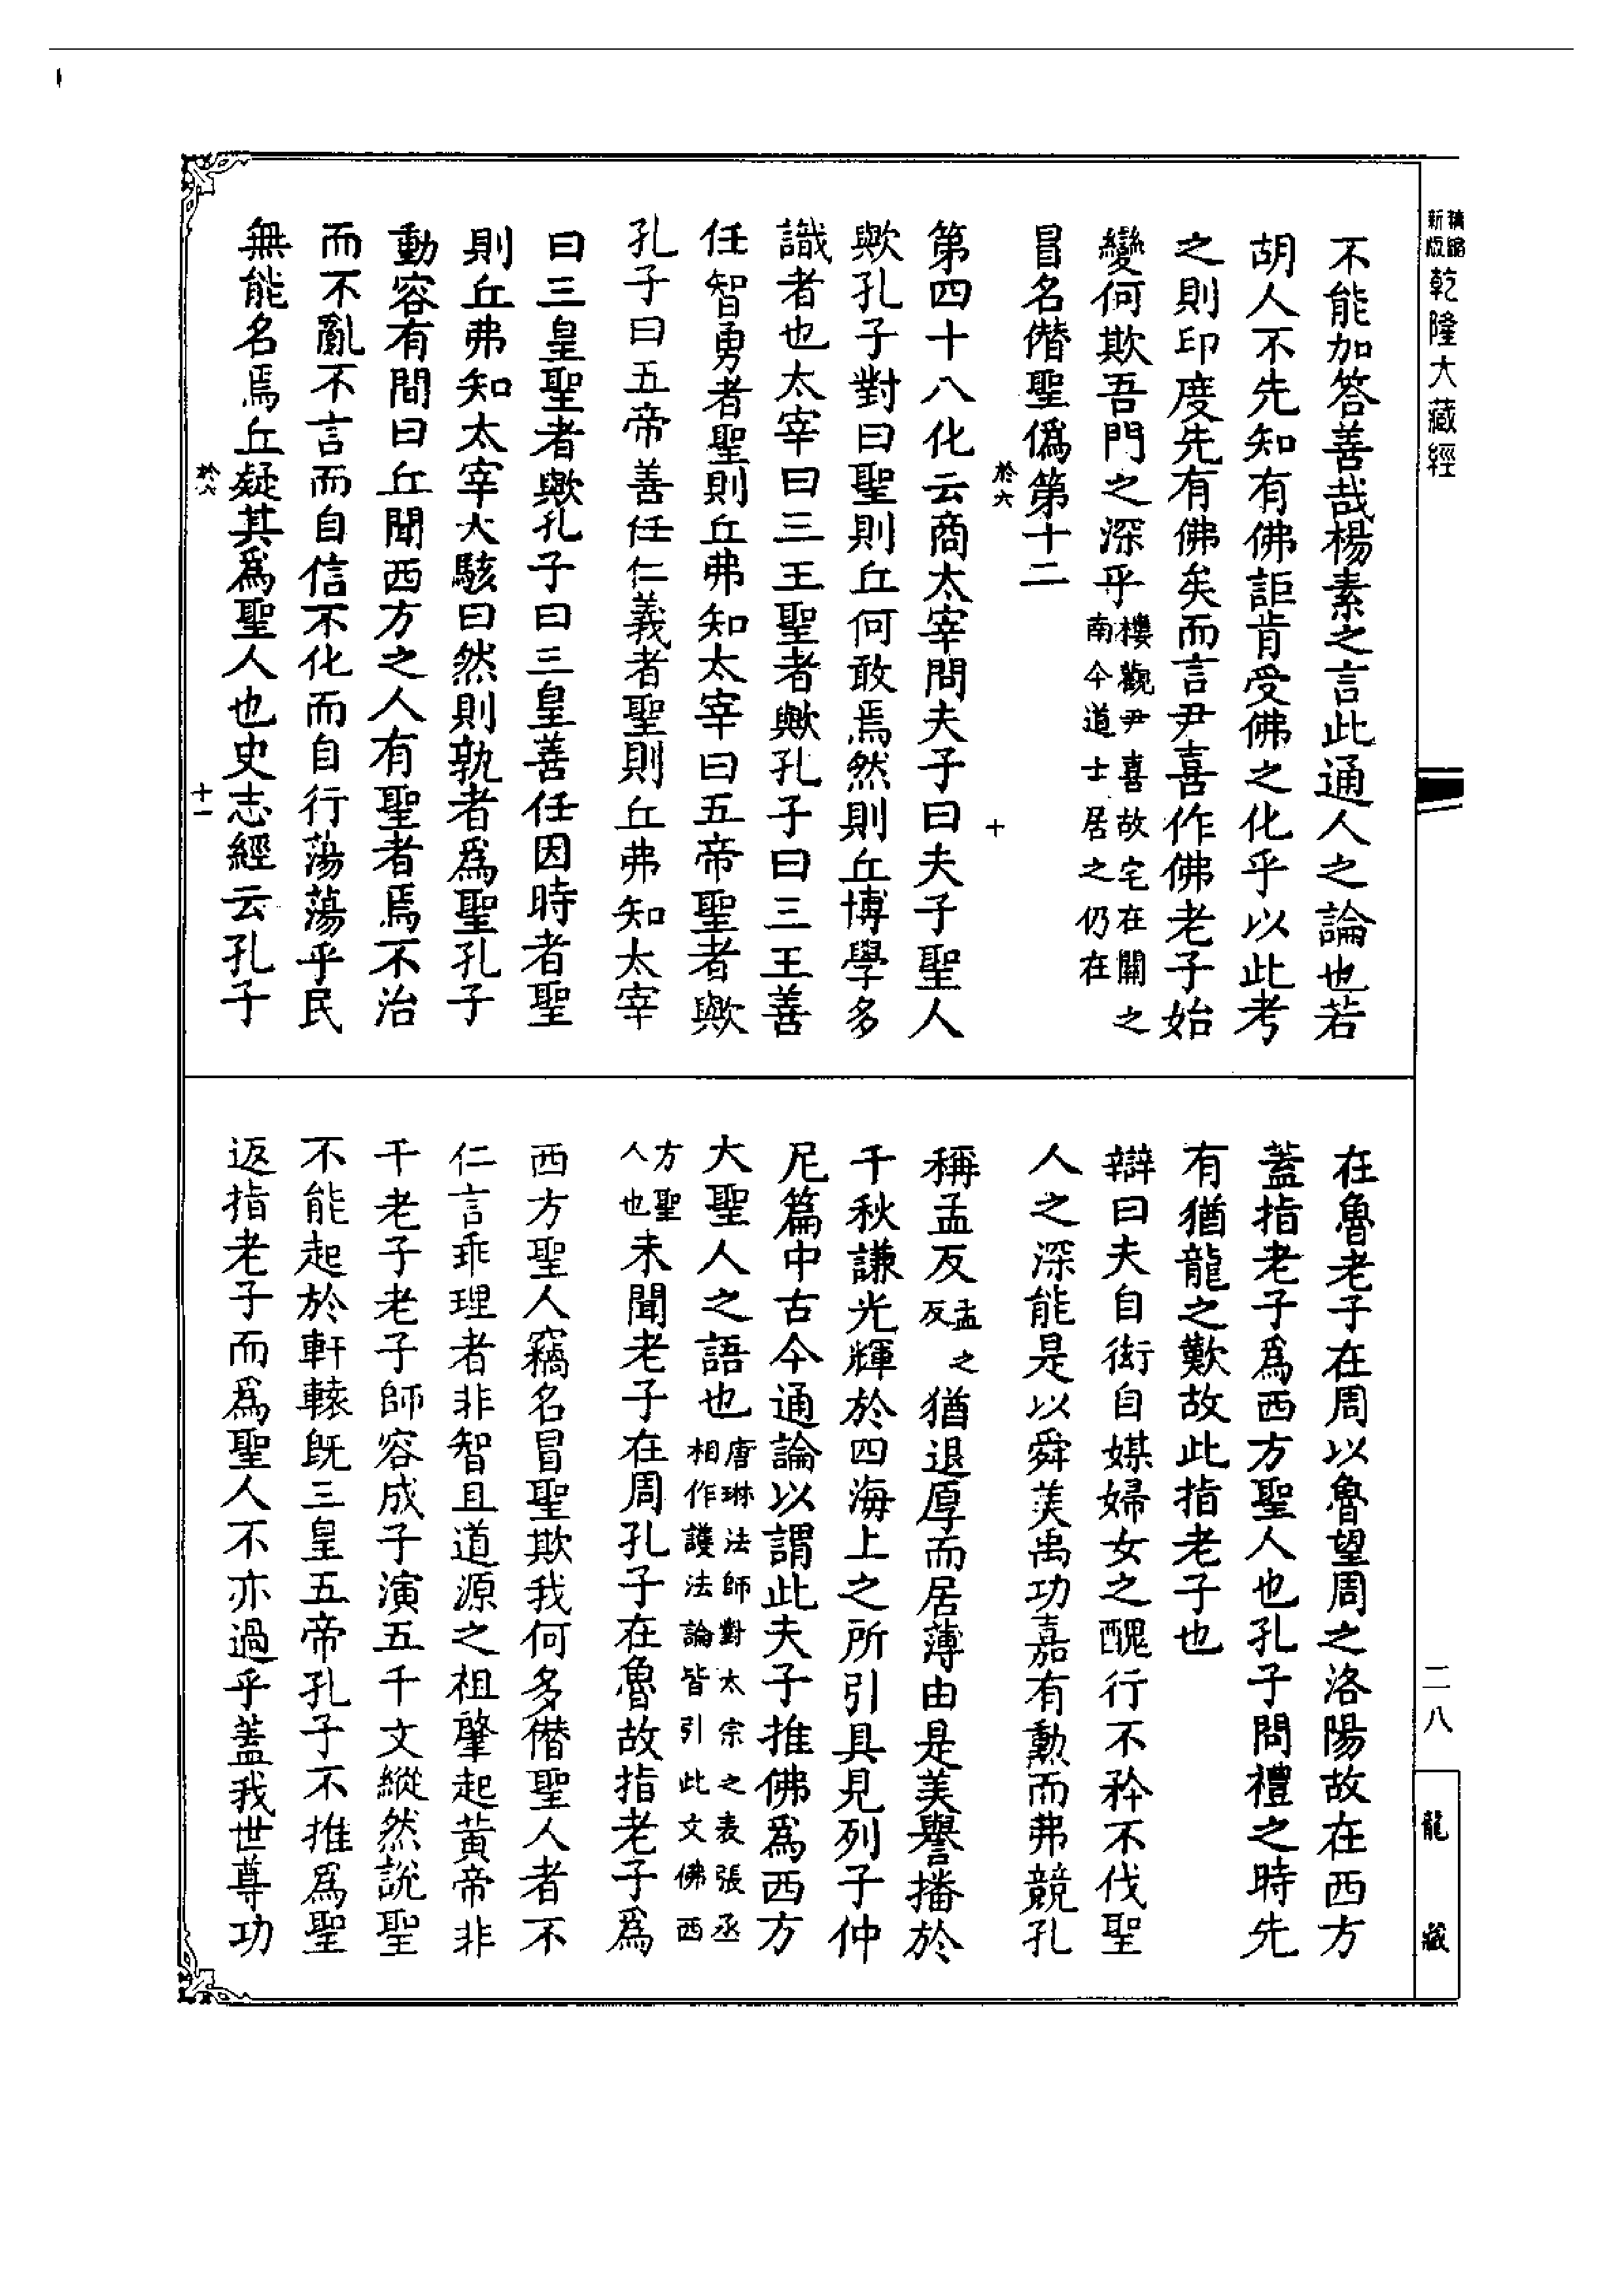 新版精縮乾隆大藏經
不能加答善哉楊素之言此通人之論也若
胡人不先知有佛詎肯受佛之化乎以此考
之則印度先有佛矣而言尹喜作佛老子始
變何欺吾門之深乎樓觀尹喜故宅在關之
南今道士居之仍在
冒名僭聖僞第十二
於六
十
第四十八化云商太宰問夫子曰夫子聖人
歟孔子對曰聖則丘何敢焉然則丘博學多
識者也太宰曰三王聖者歟孔子曰三王善
任智勇者聖則丘弗知太宰曰五帝聖者歟
孔子曰五帝善任仁義者聖則丘弗知太宰
曰三皇聖者歟孔子曰三皇善任因時者聖
則丘弗知太宰大駭曰然則孰者爲聖孔子
動容有間曰丘聞西方之人有聖者焉不治
而不亂不言而自信不化而自行蕩蕩乎民
無能名焉丘疑其爲聖人也史志經云孔子
於六
十一
在魯老子在周以魯望周之洛陽故在西方
蓋指老子爲西方聖人也孔子問禮之時先
有猶龍之歎故此指老子也
辯曰夫自衒自媒婦女之醜行不矜不伐聖
人之深能是以舜美禹功嘉有勳而弗競孔
稱孟反孟之
反猶退厚而居薄由是美譽播於
千秋謙光輝於四海上之所引具見列子仲
尼篇中古今通論以謂此夫子推佛爲西方
大聖人之語也唐琳法師對太宗之表張丞
相作護法論皆引此文佛西
方聖
人也未聞老子在周孔子在魯故指老子爲
西方聖人竊名冒聖欺我何多僭聖人者不
仁言乖理者非智且道源之祖肇起黃帝非
干老子老子師容成子演五千文縱然說聖
不能起於軒轅既三皇五帝孔子不推爲聖
返指老子而爲聖人不亦過乎蓋我世尊功
二八
龍藏